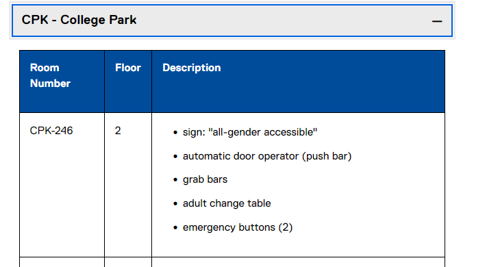 CPK - College Park
Room
Number
Floor
Description
CPK-246
2
• sign: "all-gender accessible"
• automatic door operator (push bar)
• grab bars
• adult change table
• emergency buttons (2)